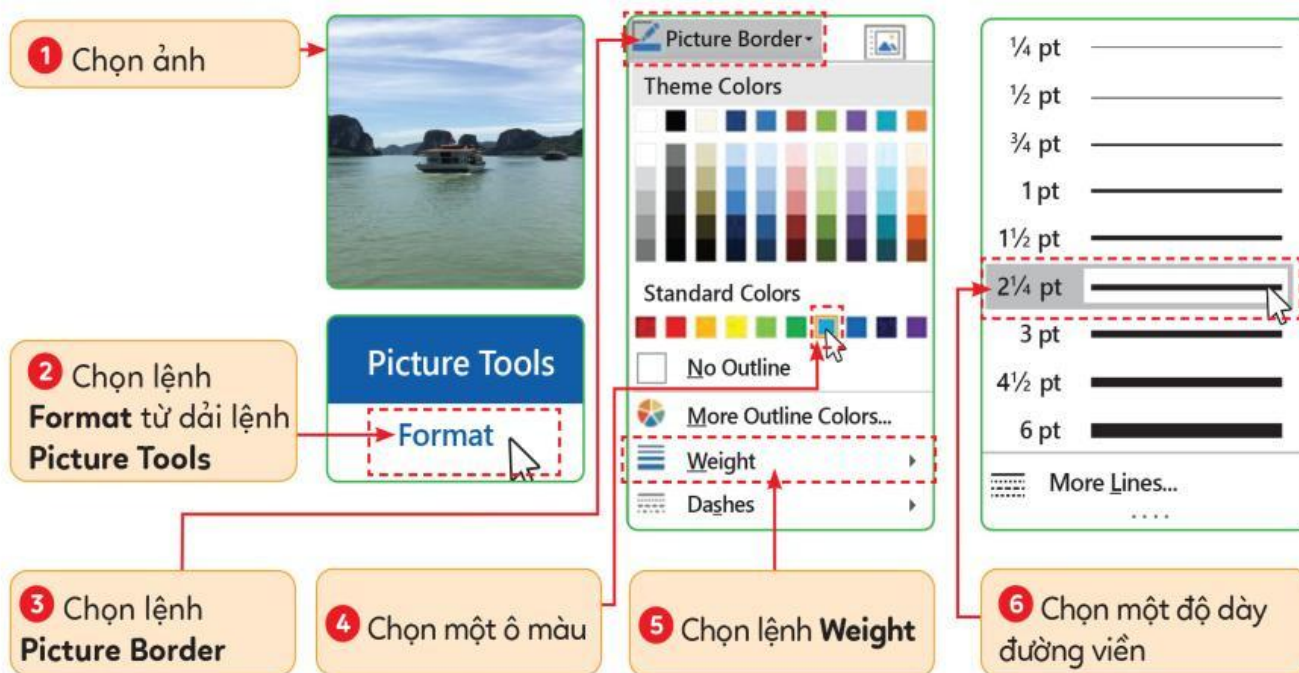 1 Chọn ảnh
2 Chọn lệnh
Format từ dải lệnh
Picture Tools
Picture Tools
Format
3 Chọn lệnh
Picture Border
Picture Border
Theme Colors
Standard Colors
No Outline
More Outline Colors...
Weight
Dashes
4 Chọn một ô màu
5 Chọn lệnh Weight
¼ pt
½ pt
¾ pt
1 pt
1½ pt
2¼ pt
3 pt
4½ pt
6 pt
More Lines...
6 Chọn một độ dày
đường viền